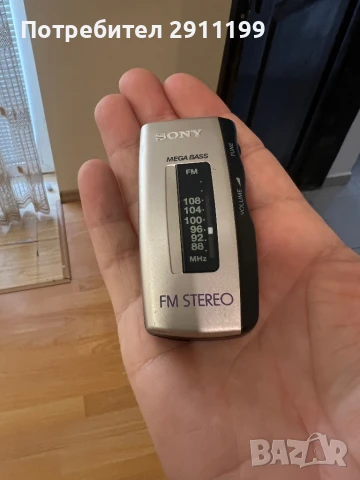 Потребител 2911199
SONY
MEGA BASS
FM
108
104
100
96
92
88
MHz
TUNE
VOLUME
FM STEREO
BAZAR
bg